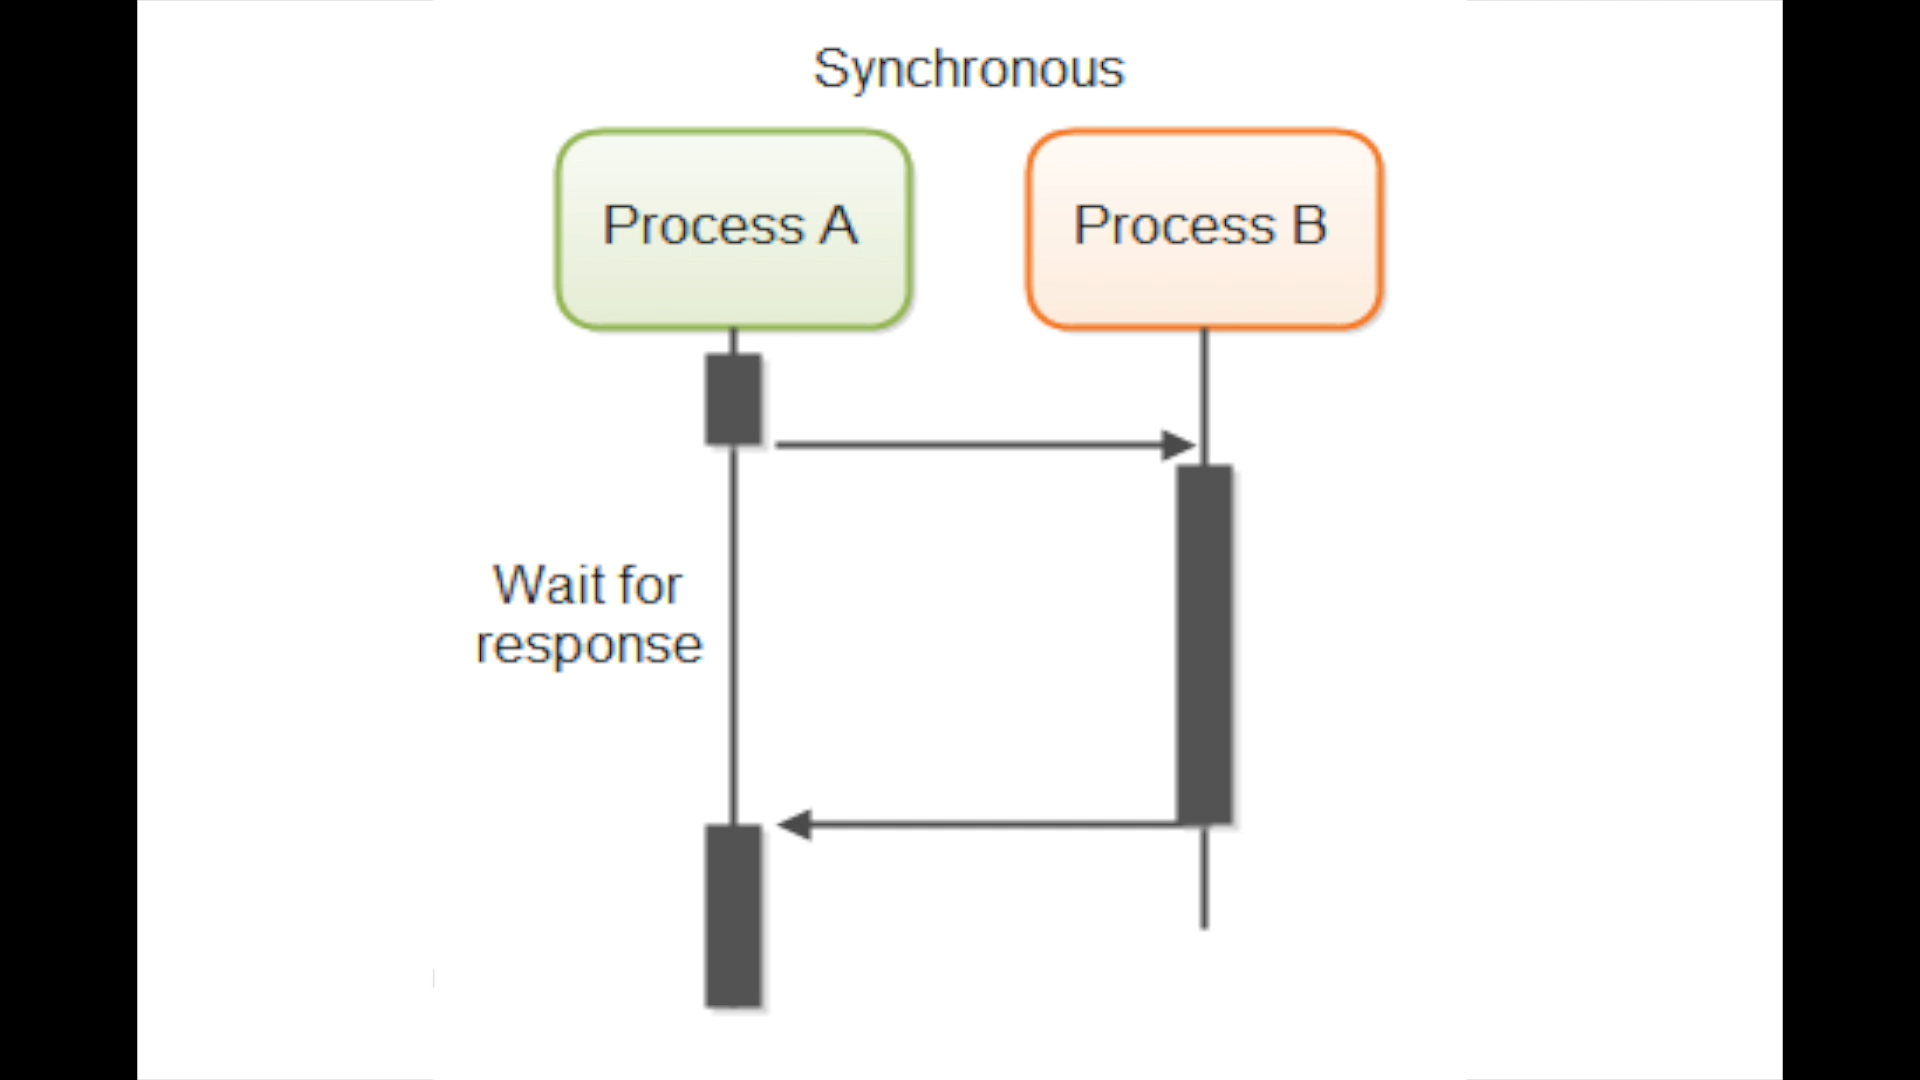 Synchronous
Process A
Process B
Wait for
response